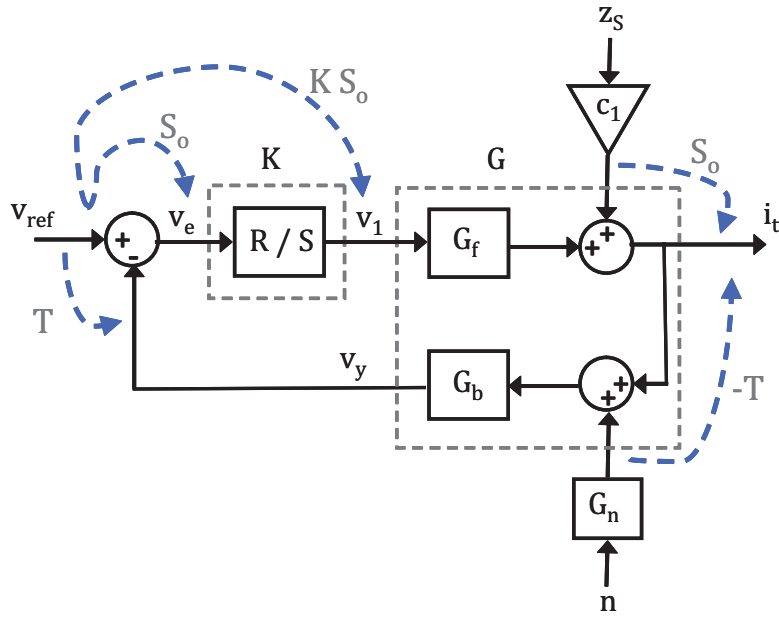 z_S
K S_o
c_1
S_o
K
G
S_o
v_ref
+
-
v_e
R / S
v_1
G_f
+
+
i_t
T
v_y
G_b
+
+
-T
G_n
n